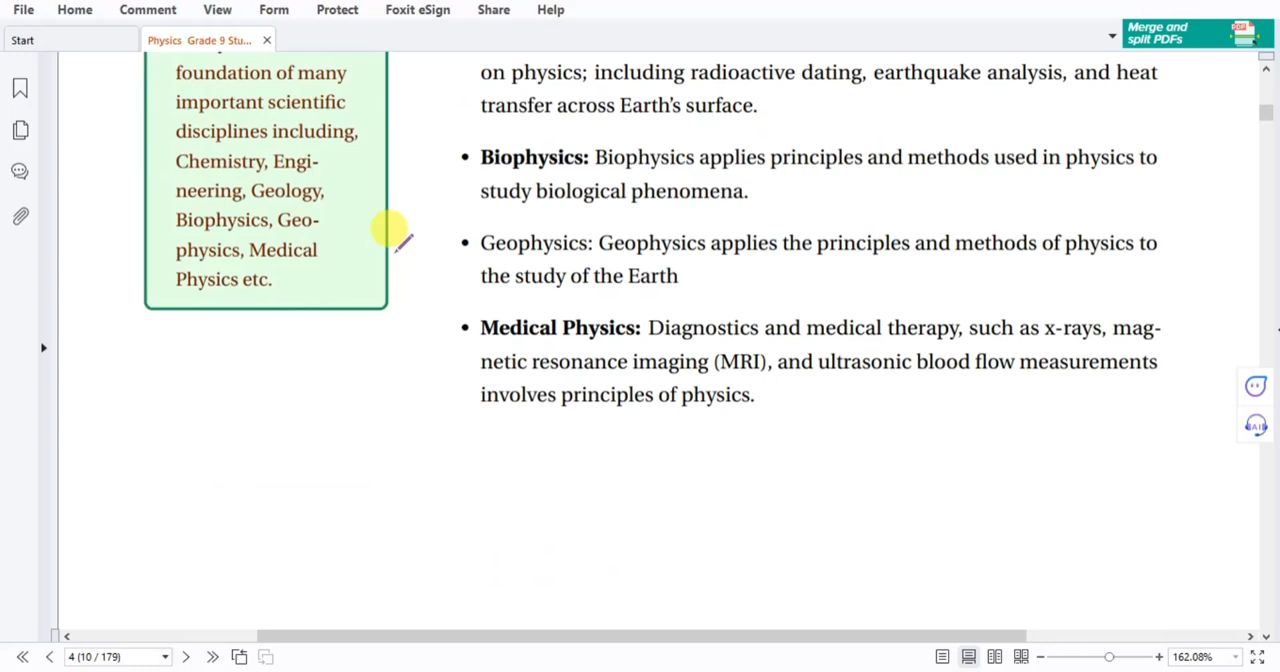 File Home Comment View Form Protect Foxit eSign Share Help
Start
Physics Grade 9 Stu...
Merge and
split PDFs
foundation of many
important scientific
disciplines including,
Chemistry, Engi-
neering, Geology,
Biophysics, Geo-
physics, Medical
Physics etc.
on physics; including radioactive dating, earthquake analysis, and heat
transfer across Earth's surface.
• Biophysics: Biophysics applies principles and methods used in physics to
study biological phenomena.
• Geophysics: Geophysics applies the principles and methods of physics to
the study of the Earth
• Medical Physics: Diagnostics and medical therapy, such as x-rays, mag-
netic resonance imaging (MRI), and ultrasonic blood flow measurements
involves principles of physics.
4 (10 / 179)
162.08%